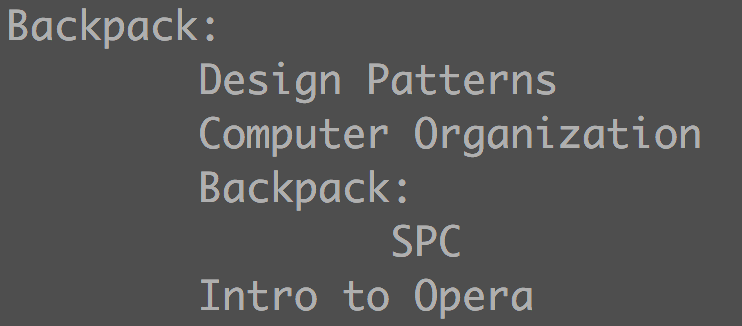 Backpack:
Design Patterns
Computer Organization
Backpack:
SPC
Intro to Opera